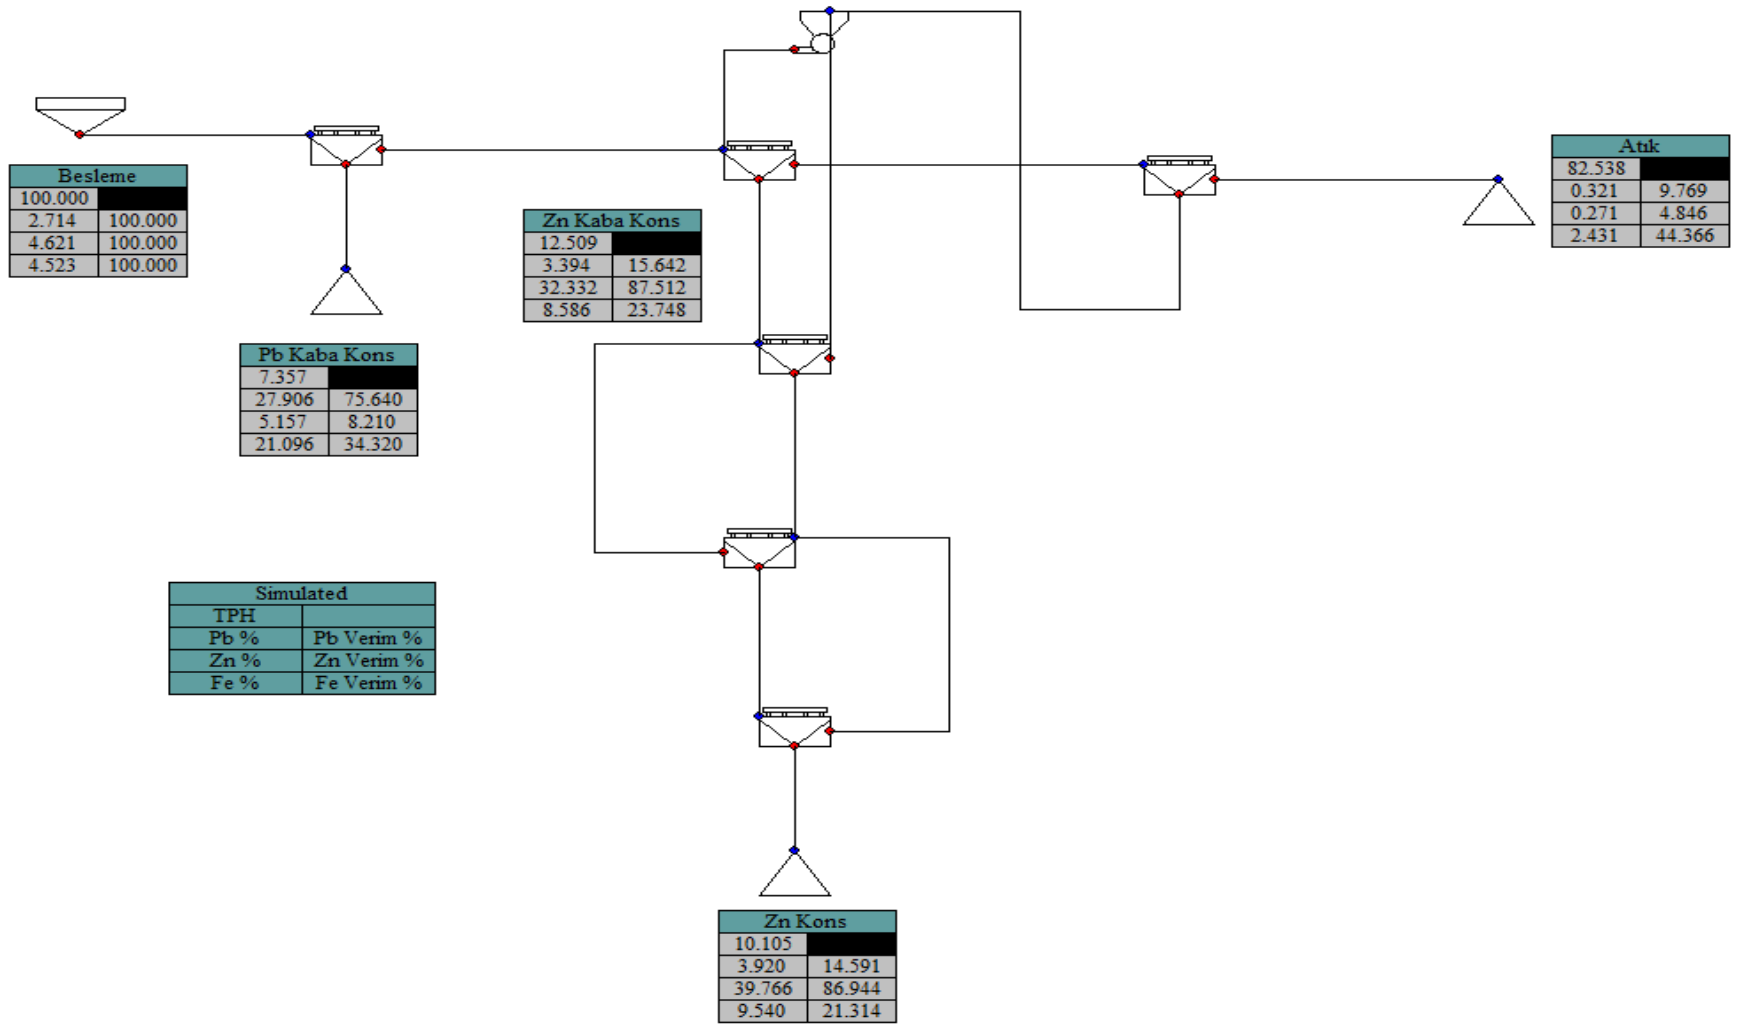 Besleme
100.000
2.714 100.000
4.621 100.000
4.523 100.000
Pb Kaba Kons
7.357
27.906 75.640
5.157 8.210
21.096 34.320
Zn Kaba Kons
12.509
3.394 15.642
32.332 87.512
8.586 23.748
Atık
82.538
0.321 9.769
0.271 4.846
2.431 44.366
Simulated
TPH
Pb % Pb Verim %
Zn % Zn Verim %
Fe % Fe Verim %
Zn Kons
10.105
3.920 14.591
39.766 86.944
9.540 21.314